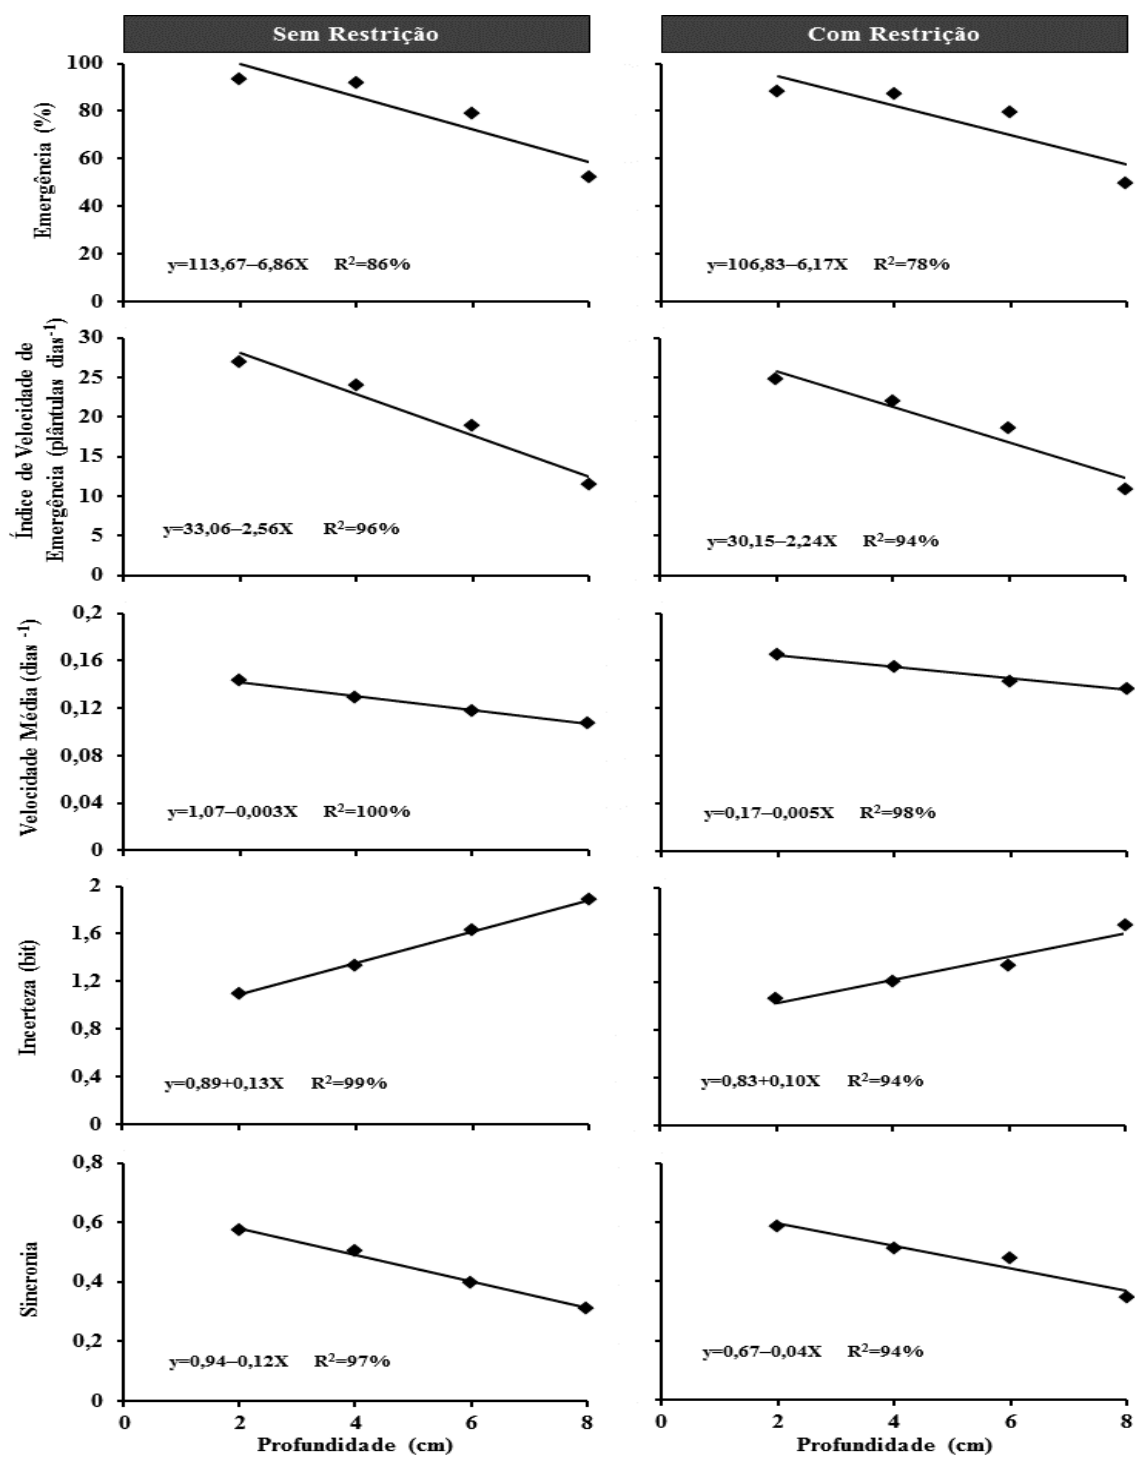 Sem Restrição
Com Restrição
Emergência (%)
100
80
60
40
20
0
y=113,67–6,86X R²=86%
y=106,83–6,17X R²=78%
Índice de Velocidade de
Emergência (plântulas dias⁻¹)
30
25
20
15
10
5
0
y=33,06–2,56X R²=96%
y=30,15–2,24X R²=94%
Velocidade Média (dias ⁻¹)
0,2
0,16
0,12
0,08
0,04
0
y=1,07–0,003X R²=100%
y=0,17–0,005X R²=98%
Incerteza (bit)
2
1,6
1,2
0,8
0,4
0
y=0,89+0,13X R²=99%
y=0,83+0,10X R²=94%
Sincronia
0,8
0,6
0,4
0,2
0
y=0,94–0,12X R²=97%
y=0,67–0,04X R²=94%
0 2 4 6 8
Profundidade (cm)
0 2 4 6 8
Profundidade (cm)